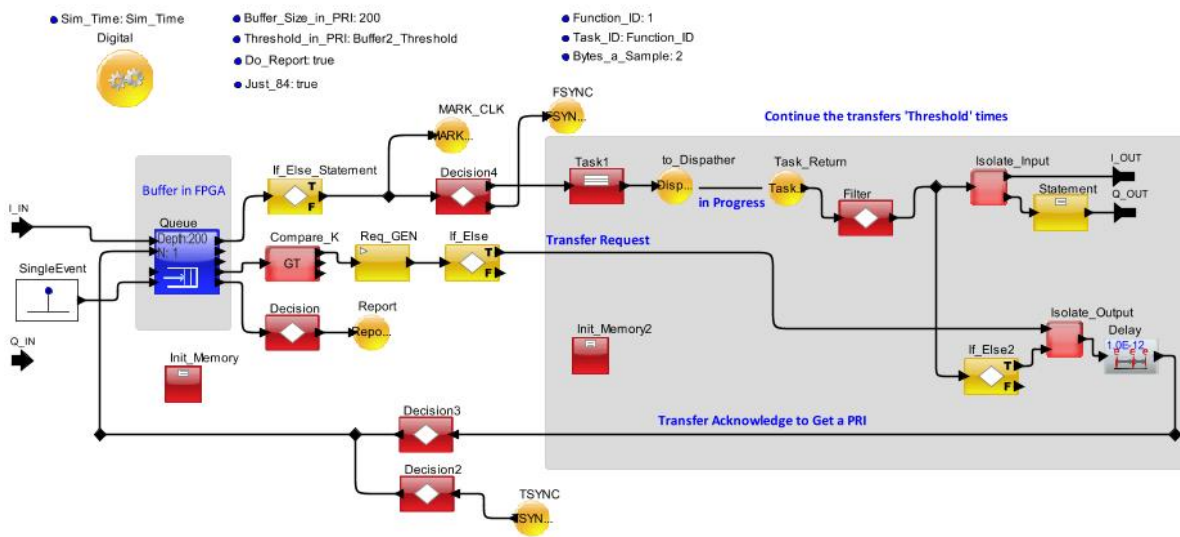 Sim_Time: Sim_Time
Digital
Buffer_Size_in_PRI: 200
Threshold_in_PRI: Buffer2_Threshold
Do_Report: true
Just_84: true
Function_ID: 1
Task_ID: Function_ID
Bytes_a_Sample: 2
MARK_CLK
MARK...
FSYNC
FSYN...
Continue the transfers 'Threshold' times
Buffer in FPGA
If_Else_Statement
T
F
Decision4
Task1
to_Dispather
Disp...
in Progress
Task_Return
Task..
Filter
Isolate_Input
I_OUT
Statement
Q_OUT
I_IN
Queue
Depth:200
N: 1
Compare_K
GT
Req_GEN
If_Else
T
F
Transfer Request
SingleEvent
Decision
Report
Repo...
Q_IN
Init_Memory
Init_Memory2
Isolate_Output
Delay
1.0E-12
If_Else2
T
F
Decision3
Transfer Acknowledge to Get a PRI
Decision2
TSYNC
TSYN...